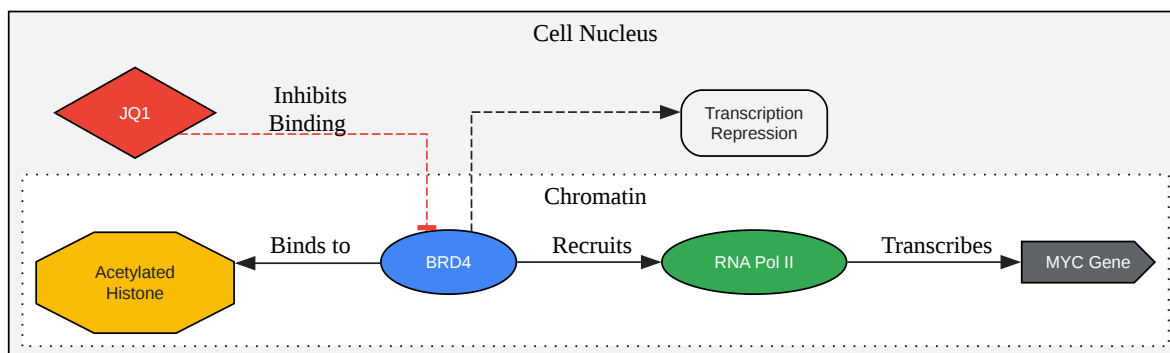 Cell Nucleus
JQ1
Inhibits
Binding
Transcription
Repression
Chromatin
Acetylated
Histone
Binds to
BRD4
Recruits
RNA Pol II
Transcribes
MYC Gene